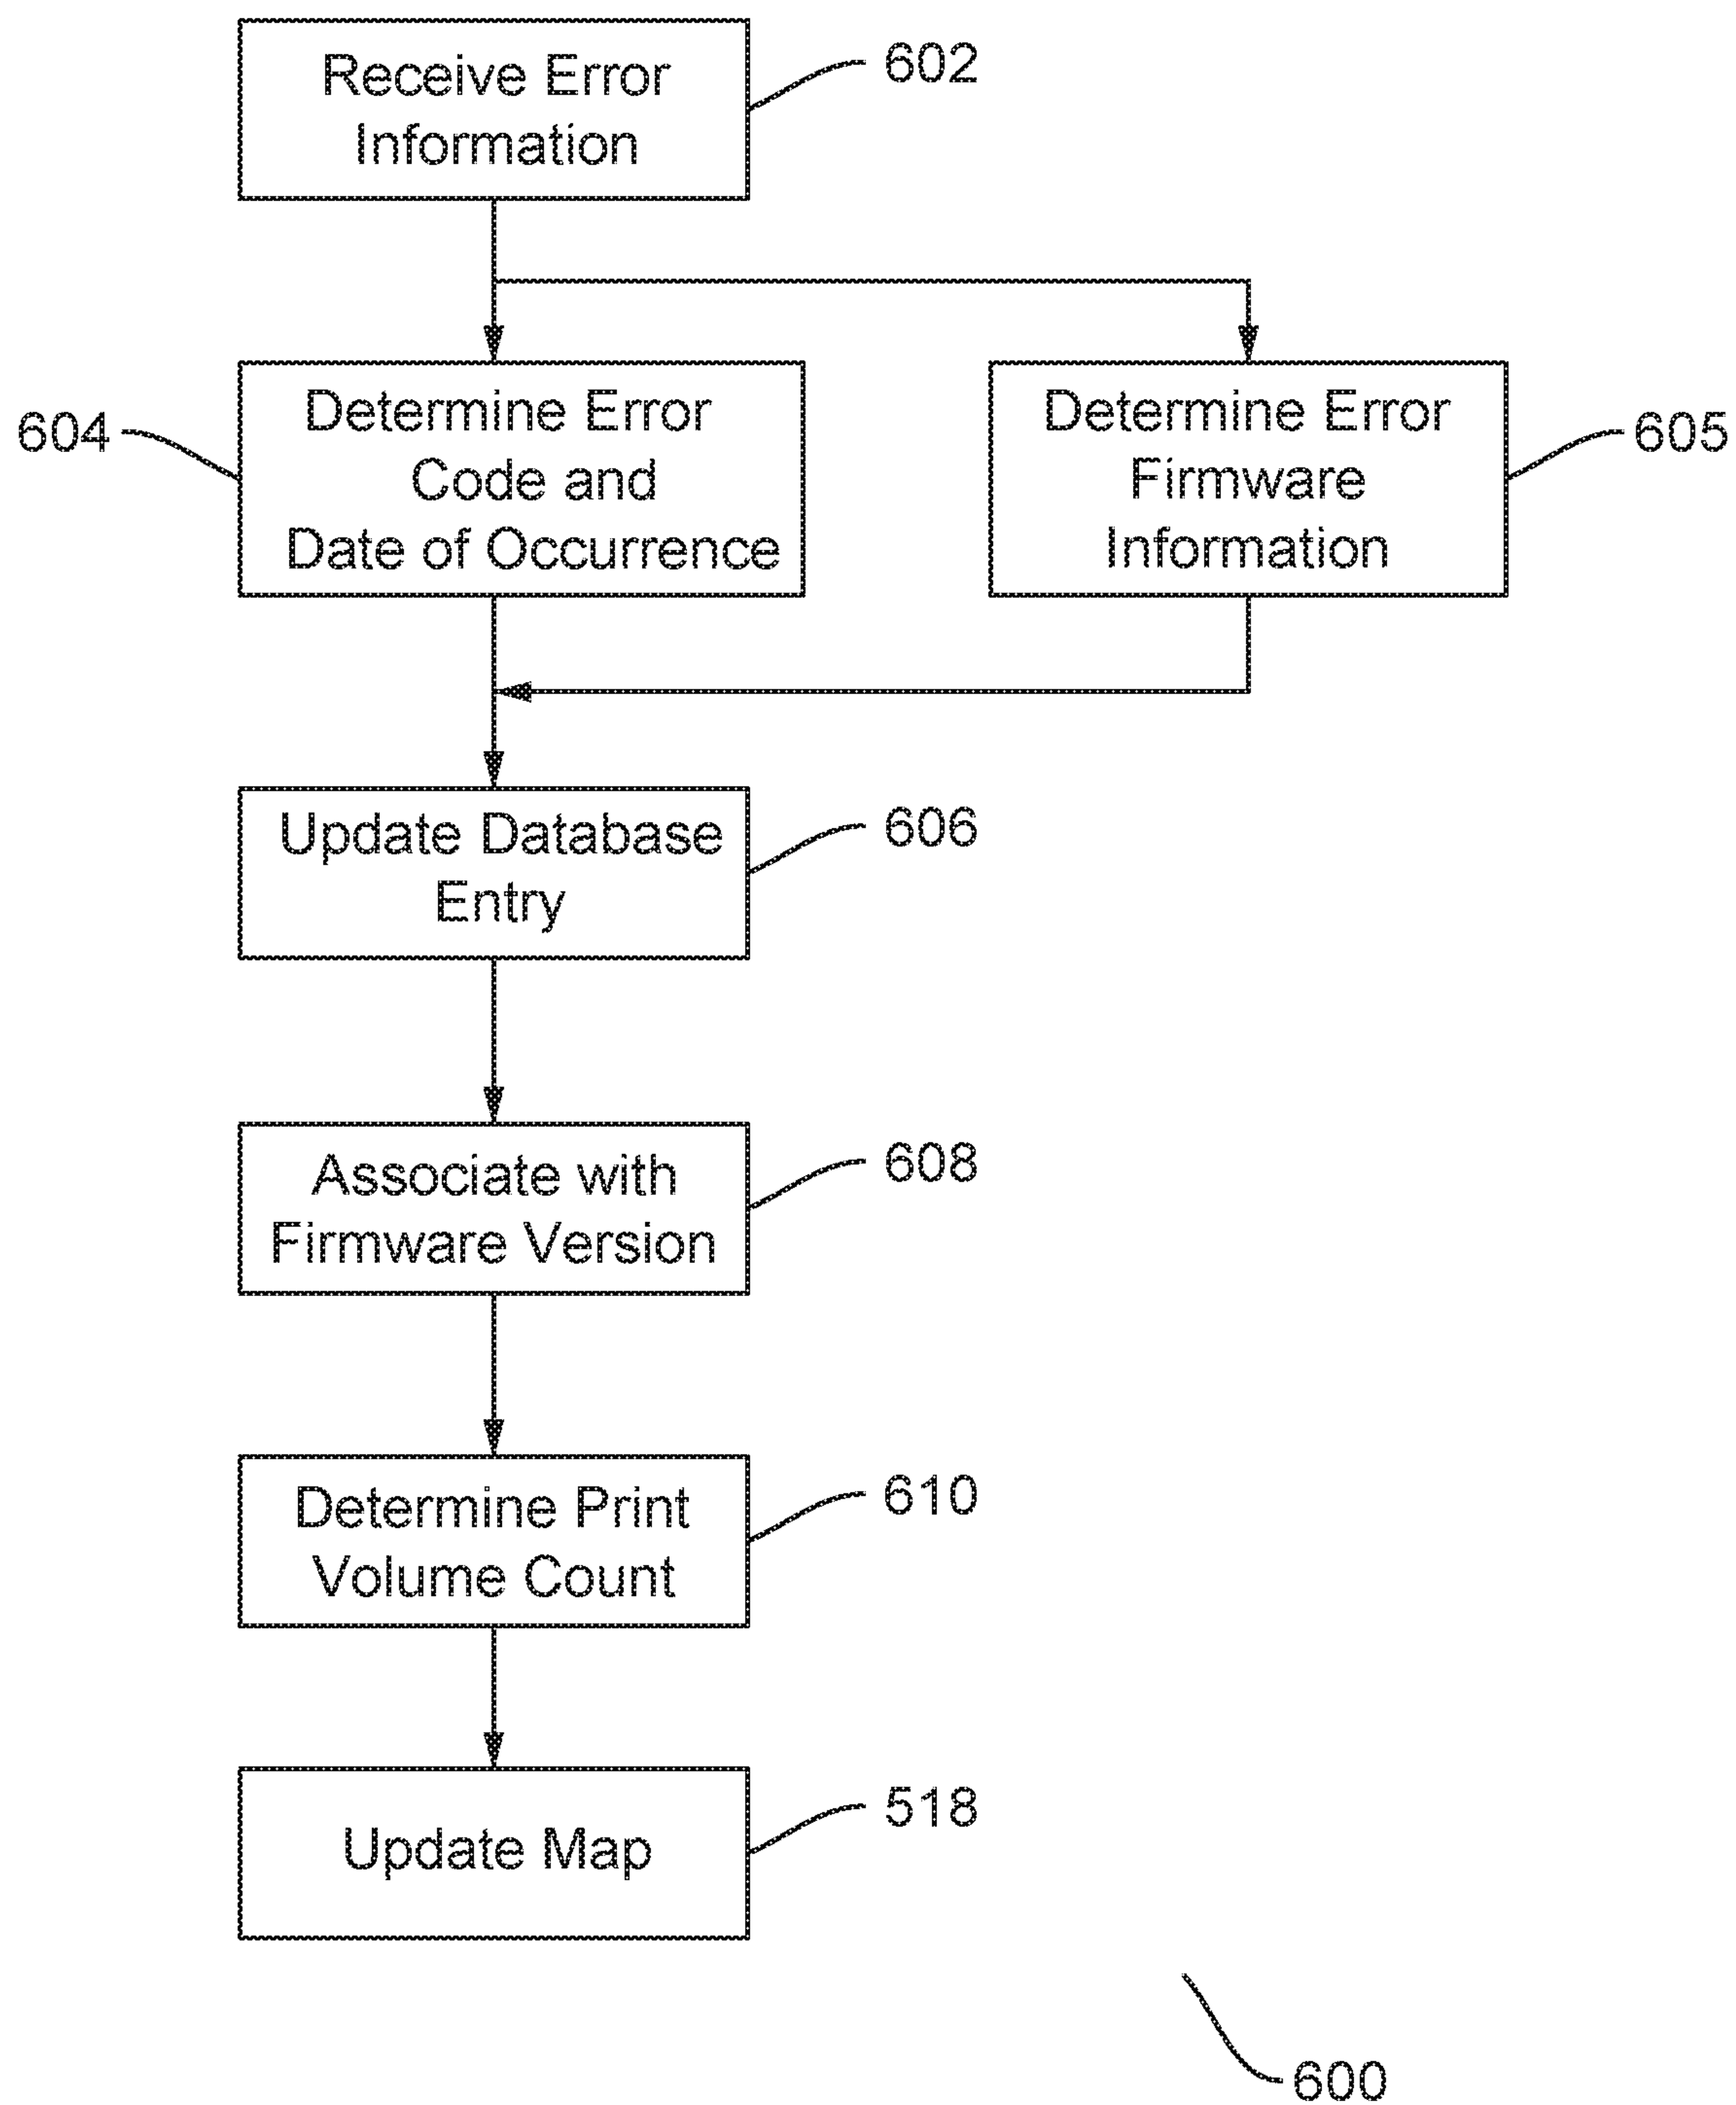 Receive Error
Information
602
604
Determine Error
Code and
Date of Occurrence
Determine Error
Firmware
Information
605
Update Database
Entry
606
Associate with
Firmware Version
608
Determine Print
Volume Count
610
Update Map
518
600